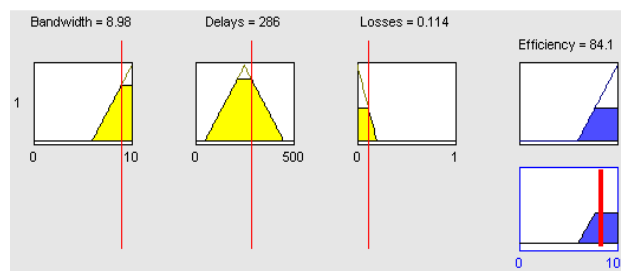 Bandwidth = 8.98 Delays = 286 Losses = 0.114
Efficiency = 84.1
1
0 10 0 500 0 1
0 10